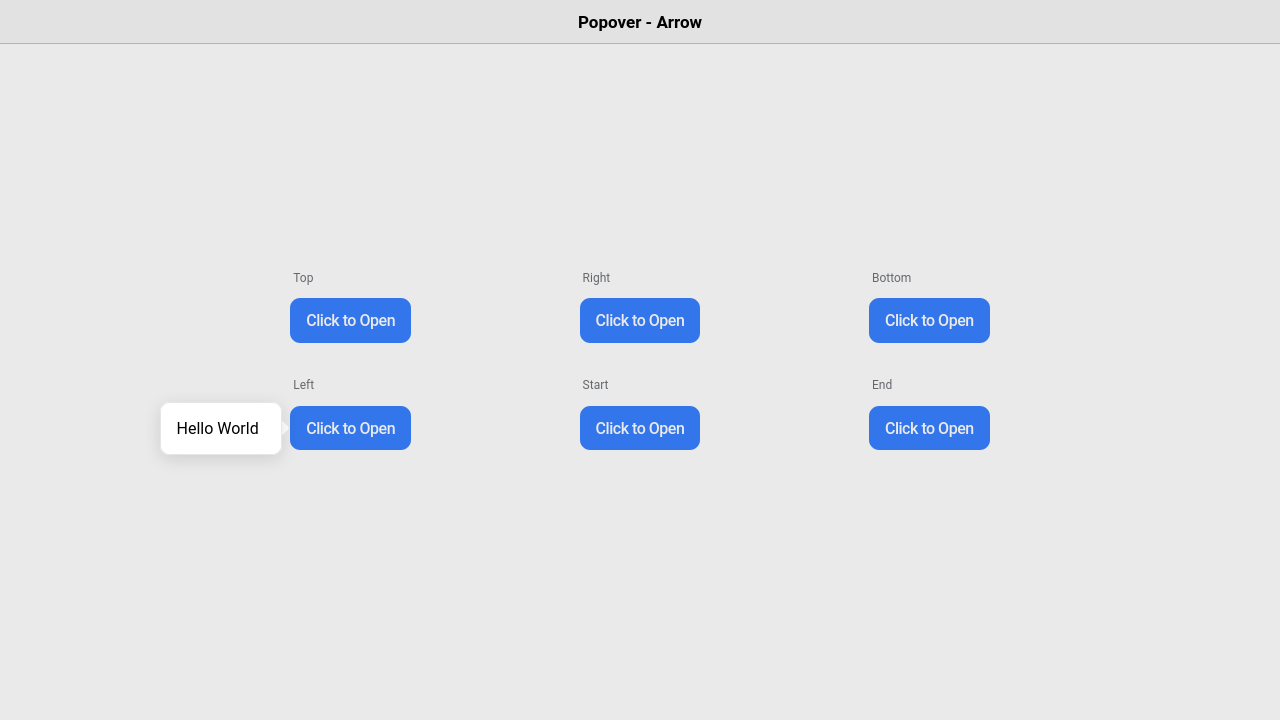 Popover - Arrow
Top
Right
Bottom
Click to Open
Click to Open
Click to Open
Left
Start
End
Hello World
Click to Open
Click to Open
Click to Open